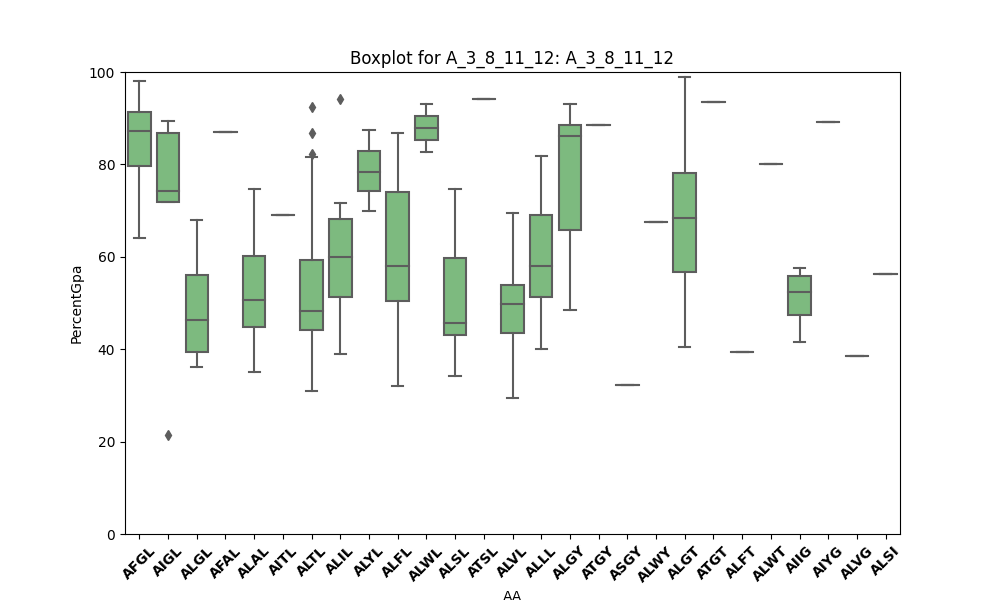 Boxplot for A_3_8_11_12: A_3_8_11_12
100
80
60
40
20
0
PercentGpa
AFGL AIGL ALGL AFAL ALAL AITL ALTL ALIL ALYL ALFL ALWL ALSL ATSL ALVL ALLL ALGY ATGY ASGY ALWY ALGT ATGT ALFT ALWT AIIG AIYG ALVG ALSI
AA